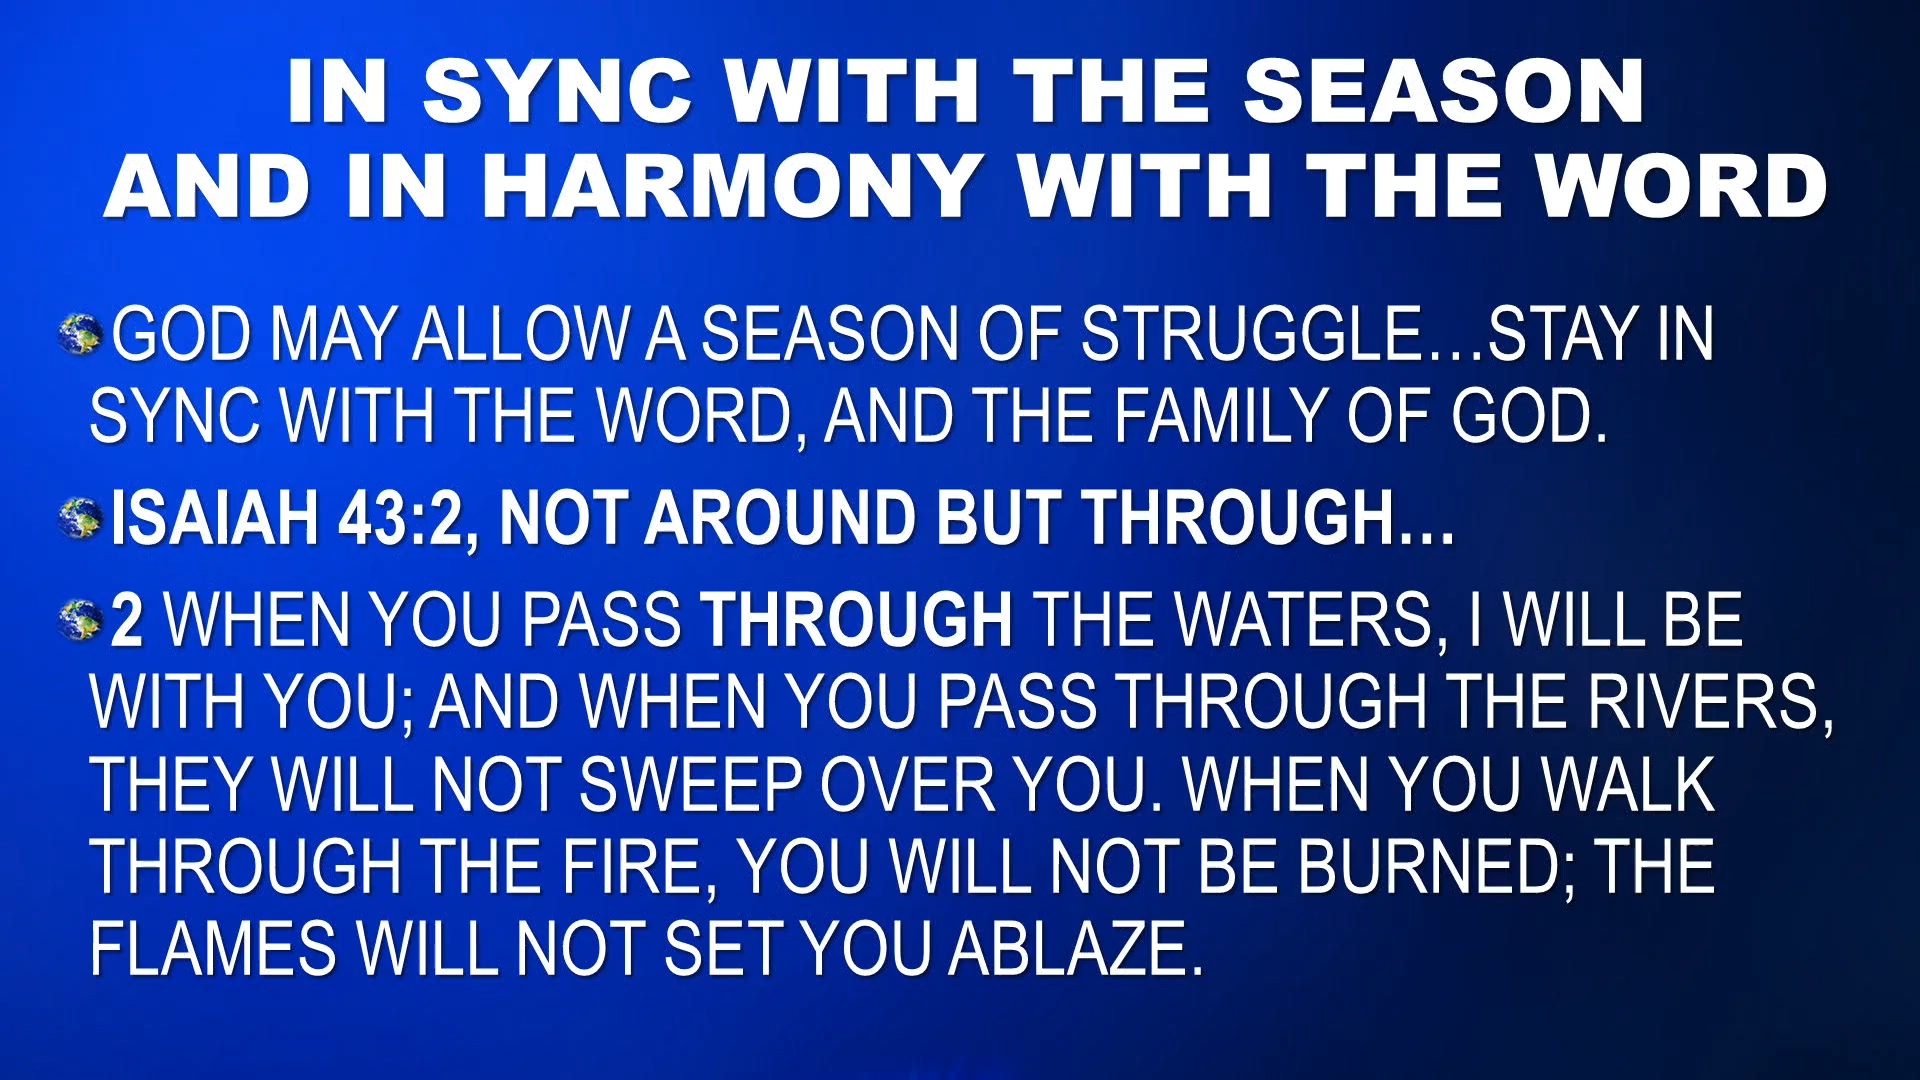 IN SYNC WITH THE SEASON
AND IN HARMONY WITH THE WORD
GOD MAY ALLOW A SEASON OF STRUGGLE…STAY IN
SYNC WITH THE WORD, AND THE FAMILY OF GOD.
ISAIAH 43:2, NOT AROUND BUT THROUGH…
2 WHEN YOU PASS THROUGH THE WATERS, I WILL BE
WITH YOU; AND WHEN YOU PASS THROUGH THE RIVERS,
THEY WILL NOT SWEEP OVER YOU. WHEN YOU WALK
THROUGH THE FIRE, YOU WILL NOT BE BURNED; THE
FLAMES WILL NOT SET YOU ABLAZE.